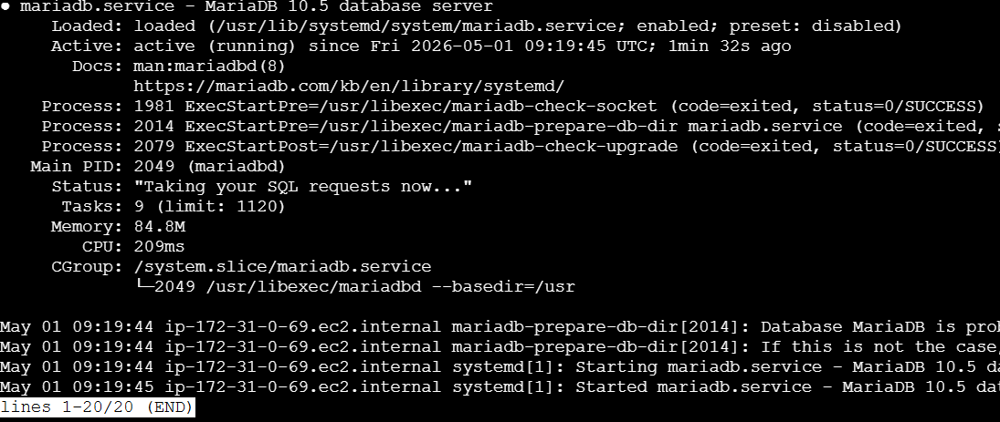 ● mariadb.service - MariaDB 10.5 database server
     Loaded: loaded (/usr/lib/systemd/system/mariadb.service; enabled; preset: disabled)
     Active: active (running) since Fri 2026-05-01 09:19:45 UTC; 1min 32s ago
       Docs: man:mariadbd(8)
             https://mariadb.com/kb/en/library/systemd/
    Process: 1981 ExecStartPre=/usr/libexec/mariadb-check-socket (code=exited, status=0/SUCCESS)
    Process: 2014 ExecStartPre=/usr/libexec/mariadb-prepare-db-dir mariadb.service (code=exited,
    Process: 2079 ExecStartPost=/usr/libexec/mariadb-check-upgrade (code=exited, status=0/SUCCESS)
   Main PID: 2049 (mariadbd)
     Status: "Taking your SQL requests now..."
      Tasks: 9 (limit: 1120)
     Memory: 84.8M
        CPU: 209ms
     CGroup: /system.slice/mariadb.service
             └─2049 /usr/libexec/mariadbd --basedir=/usr
May 01 09:19:44 ip-172-31-0-69.ec2.internal mariadb-prepare-db-dir[2014]: Database MariaDB is prob
May 01 09:19:44 ip-172-31-0-69.ec2.internal mariadb-prepare-db-dir[2014]: If this is not the case,
May 01 09:19:44 ip-172-31-0-69.ec2.internal systemd[1]: Starting mariadb.service - MariaDB 10.5 da
May 01 09:19:45 ip-172-31-0-69.ec2.internal systemd[1]: Started mariadb.service - MariaDB 10.5 dat
lines 1-20/20 (END)